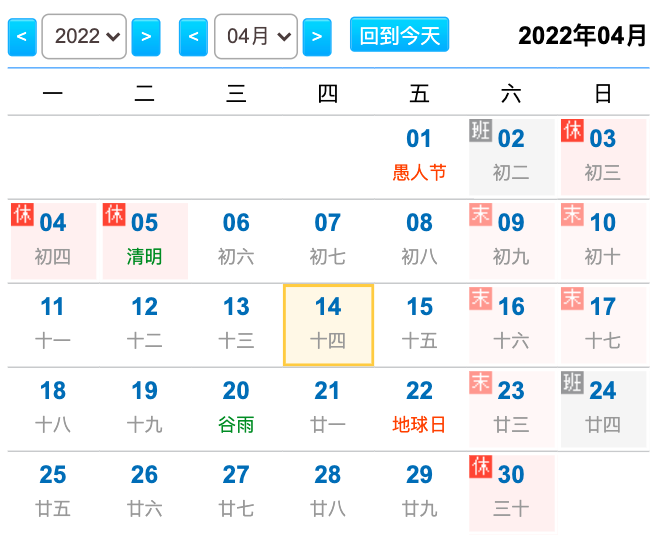 < 2022 > < 04月 > 回到今天 2022年04月
一 二 三 四 五 六 日
01 班 02 休 03
愚人节 初二 初三
休 04 休 05 06 07 08 末 09 末 10
初四 清明 初六 初七 初八 初九 初十
11 12 13 14 15 末 16 末 17
十一 十二 十三 十四 十五 十六 十七
18 19 20 21 22 末 23 班 24
十八 十九 谷雨 廿一 地球日 廿三 廿四
25 26 27 28 29 休 30
廿五 廿六 廿七 廿八 廿九 三十